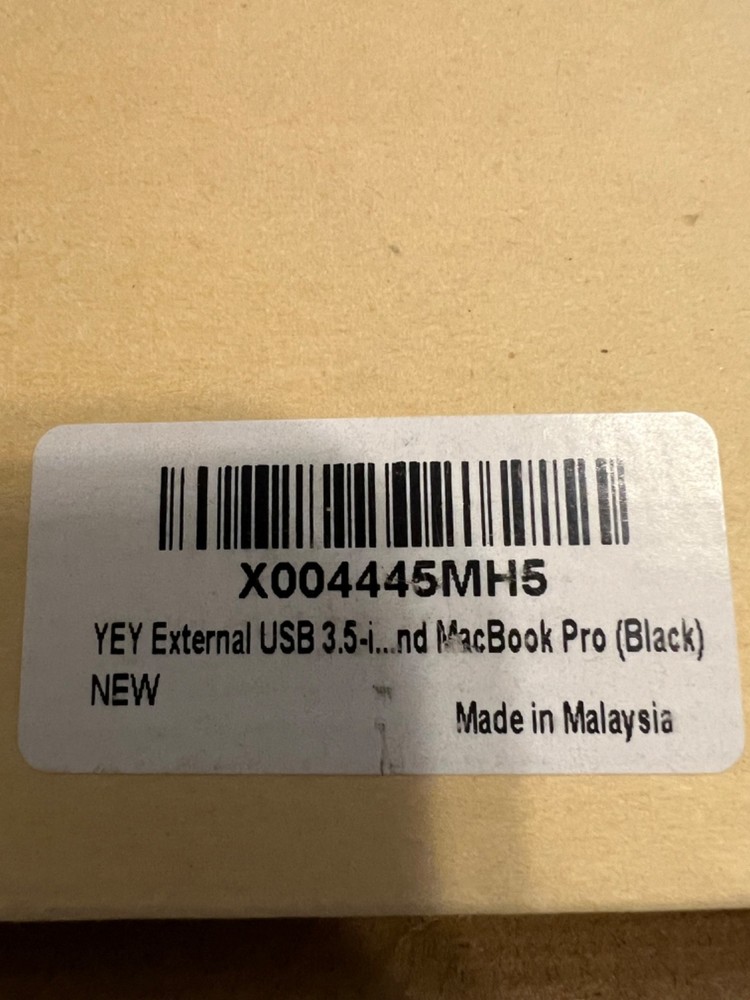 X004445MH5
YEY External USB 3.5-i...nd MacBook Pro (Black)
NEW
Made in Malaysia